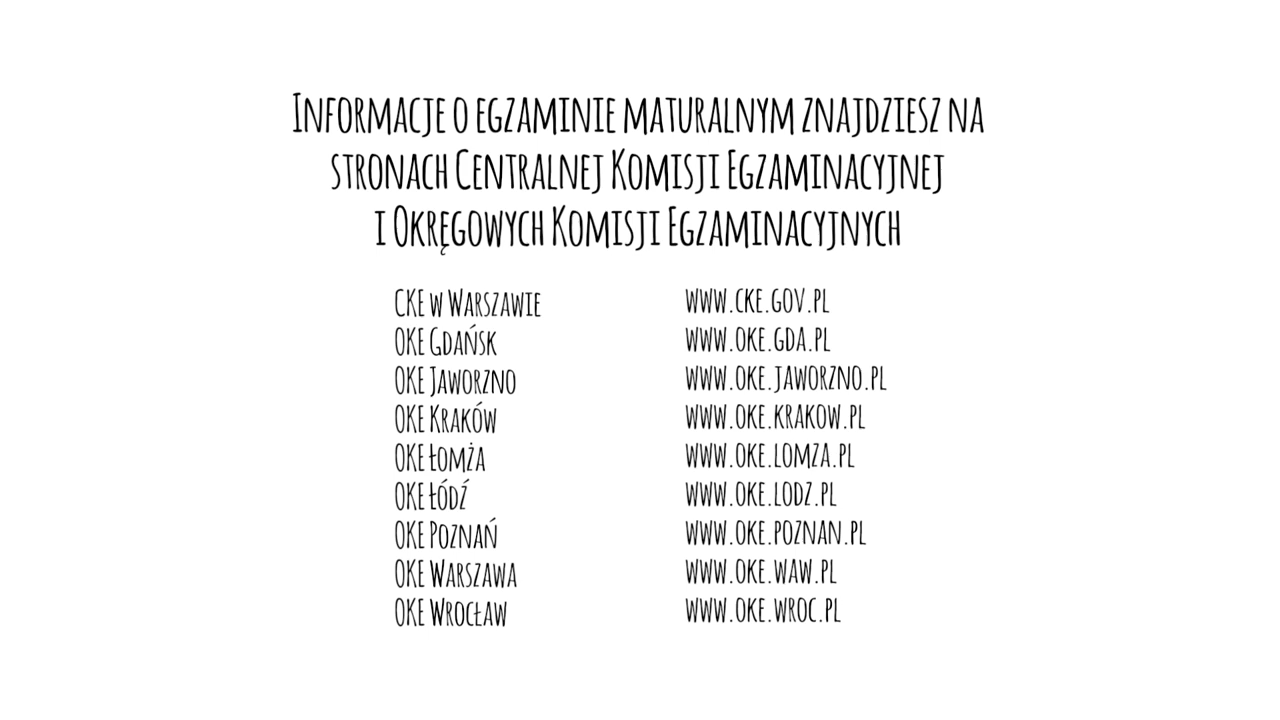 Informacje o egzaminie maturalnym znajdziesz na
stronach Centralnej Komisji Egzaminacyjnej
i Okręgowych Komisji Egzaminacyjnych
CKE w Warszawie www.cke.gov.pl
OKE Gdańsk www.oke.gda.pl
OKE Jaworzno www.oke.jaworzno.pl
OKE Kraków www.oke.krakow.pl
OKE Łomża www.oke.lomza.pl
OKE Łódź www.oke.lodz.pl
OKE Poznań www.oke.poznan.pl
OKE Warszawa www.oke.waw.pl
OKE Wrocław www.oke.wroc.pl